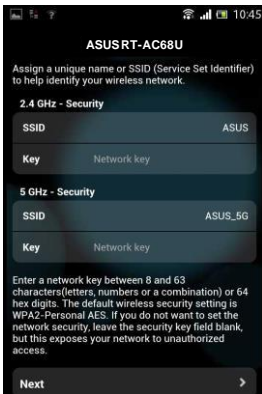 10:45
ASUSRT-AC68U
Assign a unique name or SSID (Service Set Identifier)
to help identify your wireless network.
2.4 GHz - Security
SSID ASUS
Key Network key
5 GHz - Security
SSID ASUS_5G
Key Network key
Enter a network key between 8 and 63
characters(letters, numbers or a combination) or 64
hex digits. The default wireless security setting is
WPA2-Personal AES. If you do not want to set the
network security, leave the security key field blank,
but this exposes your network to unauthorized
access.
Next